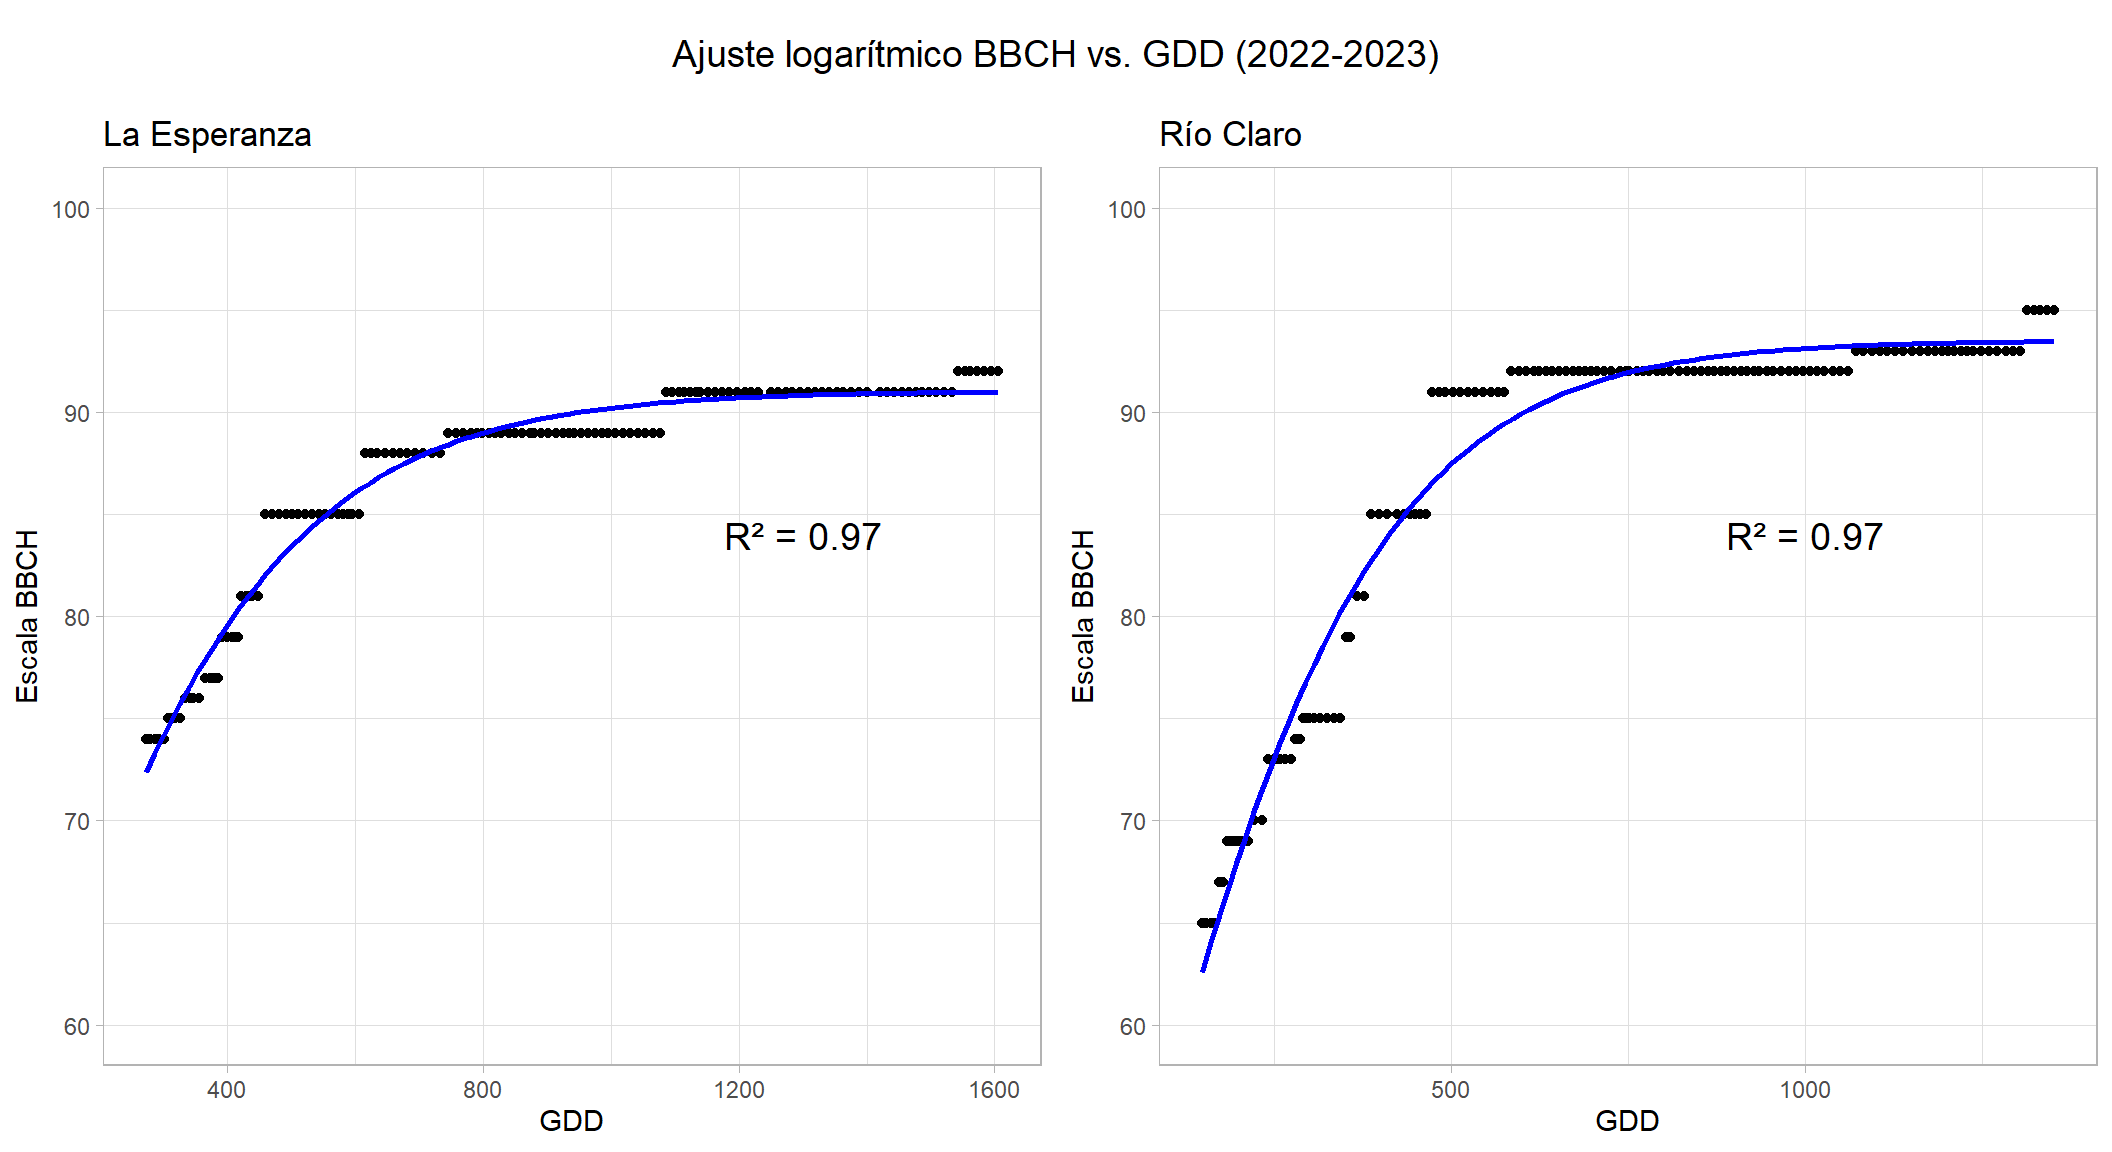 Ajuste logarítmico BBCH vs. GDD (2022-2023)
La Esperanza
100
90
80
70
60
Escala BBCH
R² = 0.97
400 800 1200 1600
GDD
Río Claro
100
90
80
70
60
Escala BBCH
R² = 0.97
500 1000
GDD